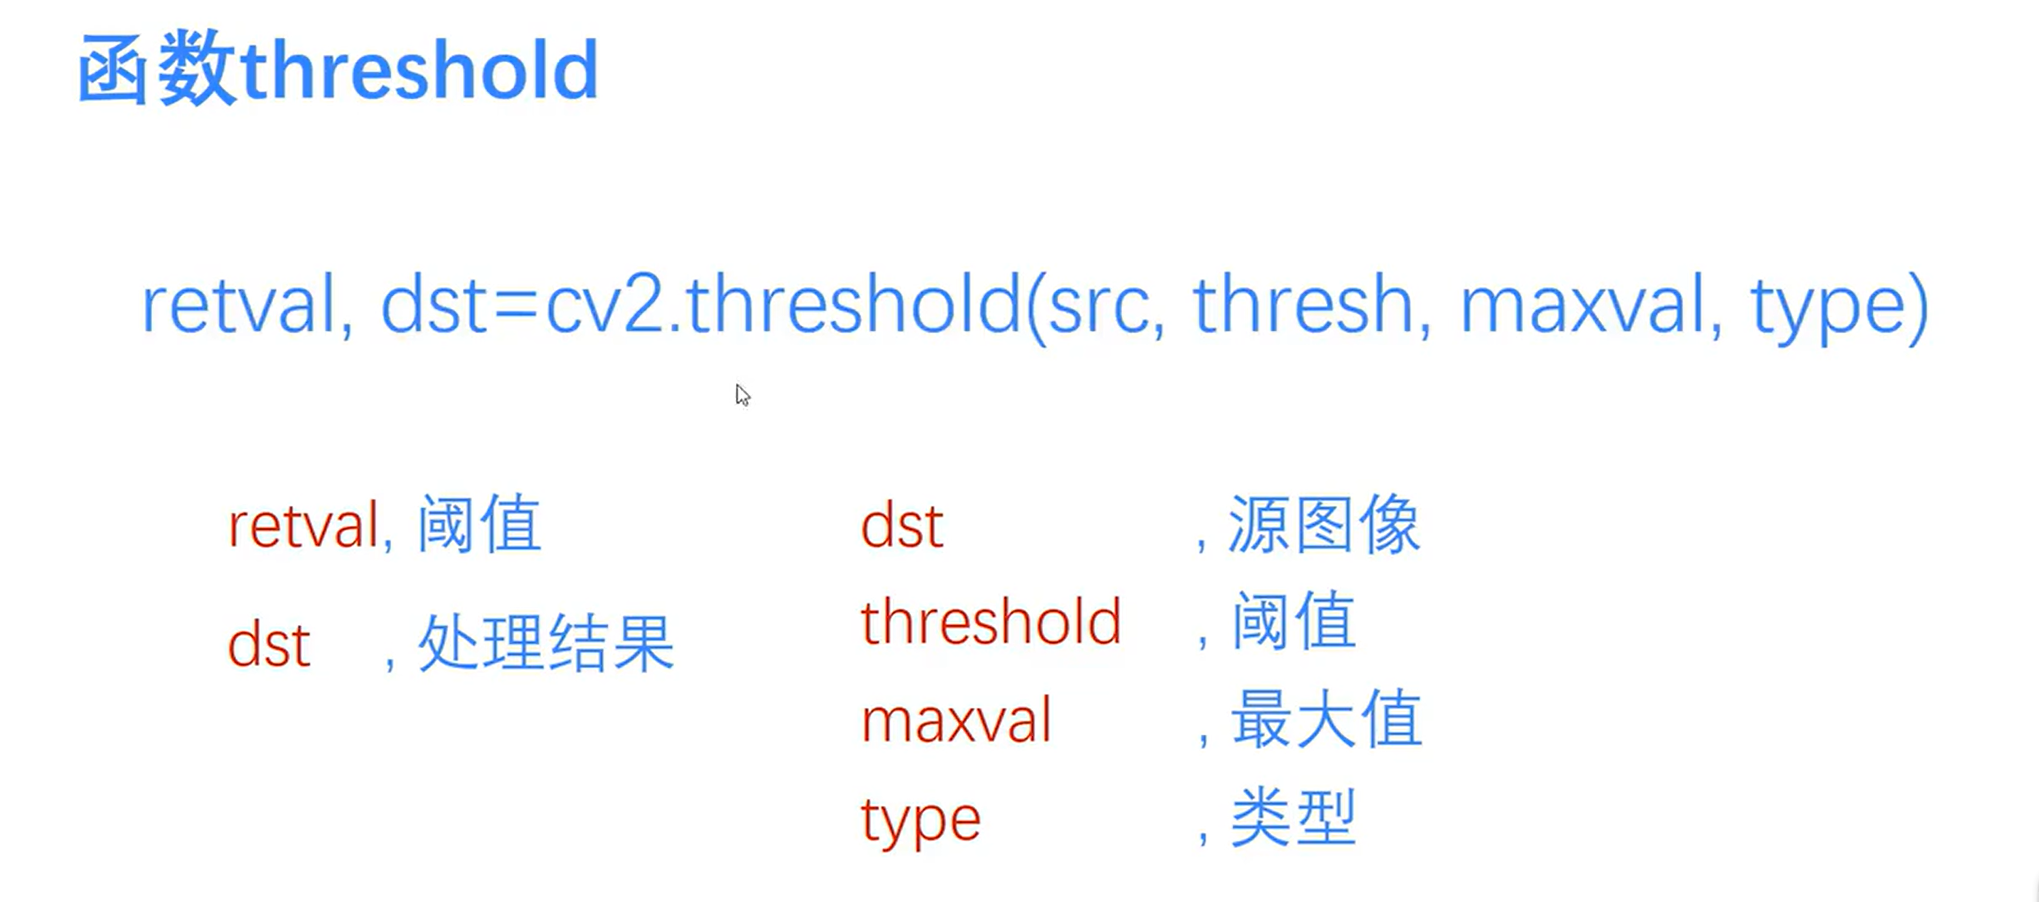 函数threshold
retval, dst=cv2.threshold(src, thresh, maxval, type)
retval, 阈值
dst , 处理结果
dst , 源图像
threshold , 阈值
maxval , 最大值
type , 类型